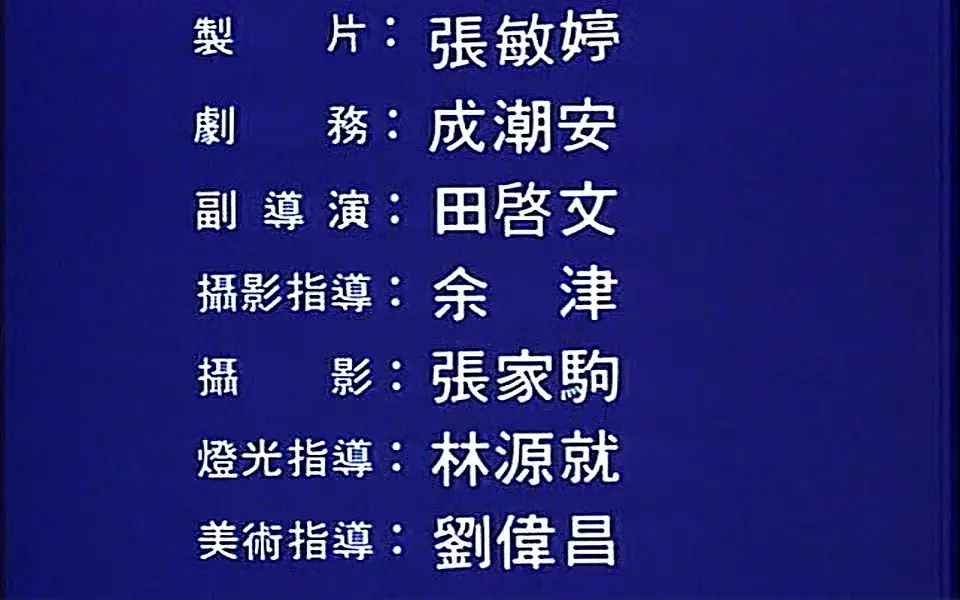 製片：張敏婷
劇務：成潮安
副導演：田啓文
攝影指導：余津
攝影：張家駒
燈光指導：林源就
美術指導：劉偉昌